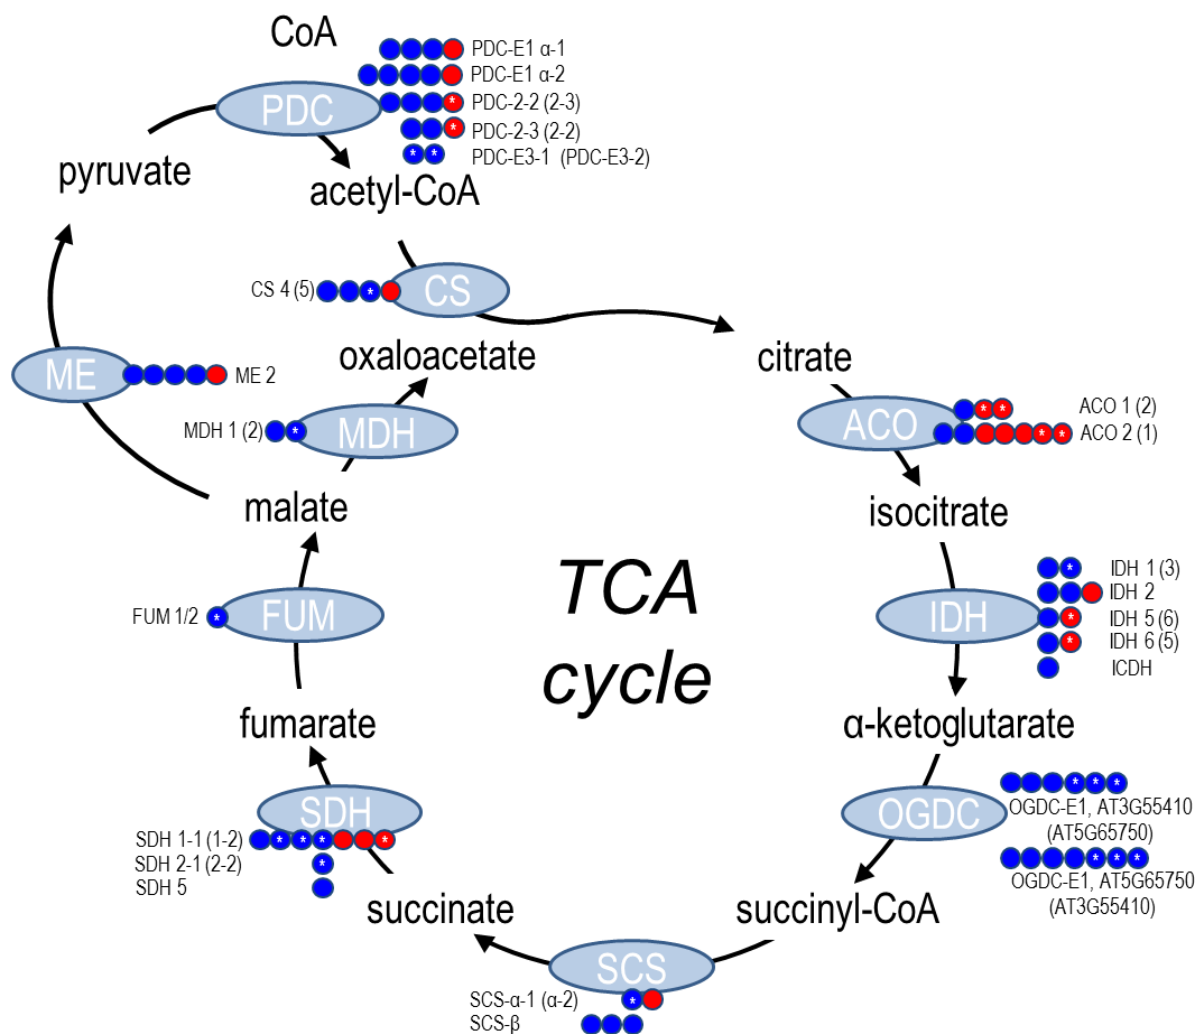 CoA
PDC-E1 α-1
PDC-E1 α-2
PDC
PDC-2-2 (2-3)
PDC-2-3 (2-2)
PDC-E3-1 (PDC-E3-2)
pyruvate
acetyl-CoA
CS 4 (5)
CS
oxaloacetate
citrate
ME
ME 2
MDH 1 (2)
MDH
ACO
ACO 1 (2)
ACO 2 (1)
malate
isocitrate
TCA
cycle
IDH 1 (3)
IDH 2
IDH
IDH 5 (6)
IDH 6 (5)
ICDH
FUM 1/2
FUM
fumarate
α-ketoglutarate
SDH
OGDC
OGDC-E1, AT3G55410
(AT5G65750)
SDH 1-1 (1-2)
SDH 2-1 (2-2)
SDH 5
OGDC-E1, AT5G65750
(AT3G55410)
succinate
succinyl-CoA
SCS
SCS-α-1 (α-2)
SCS-β